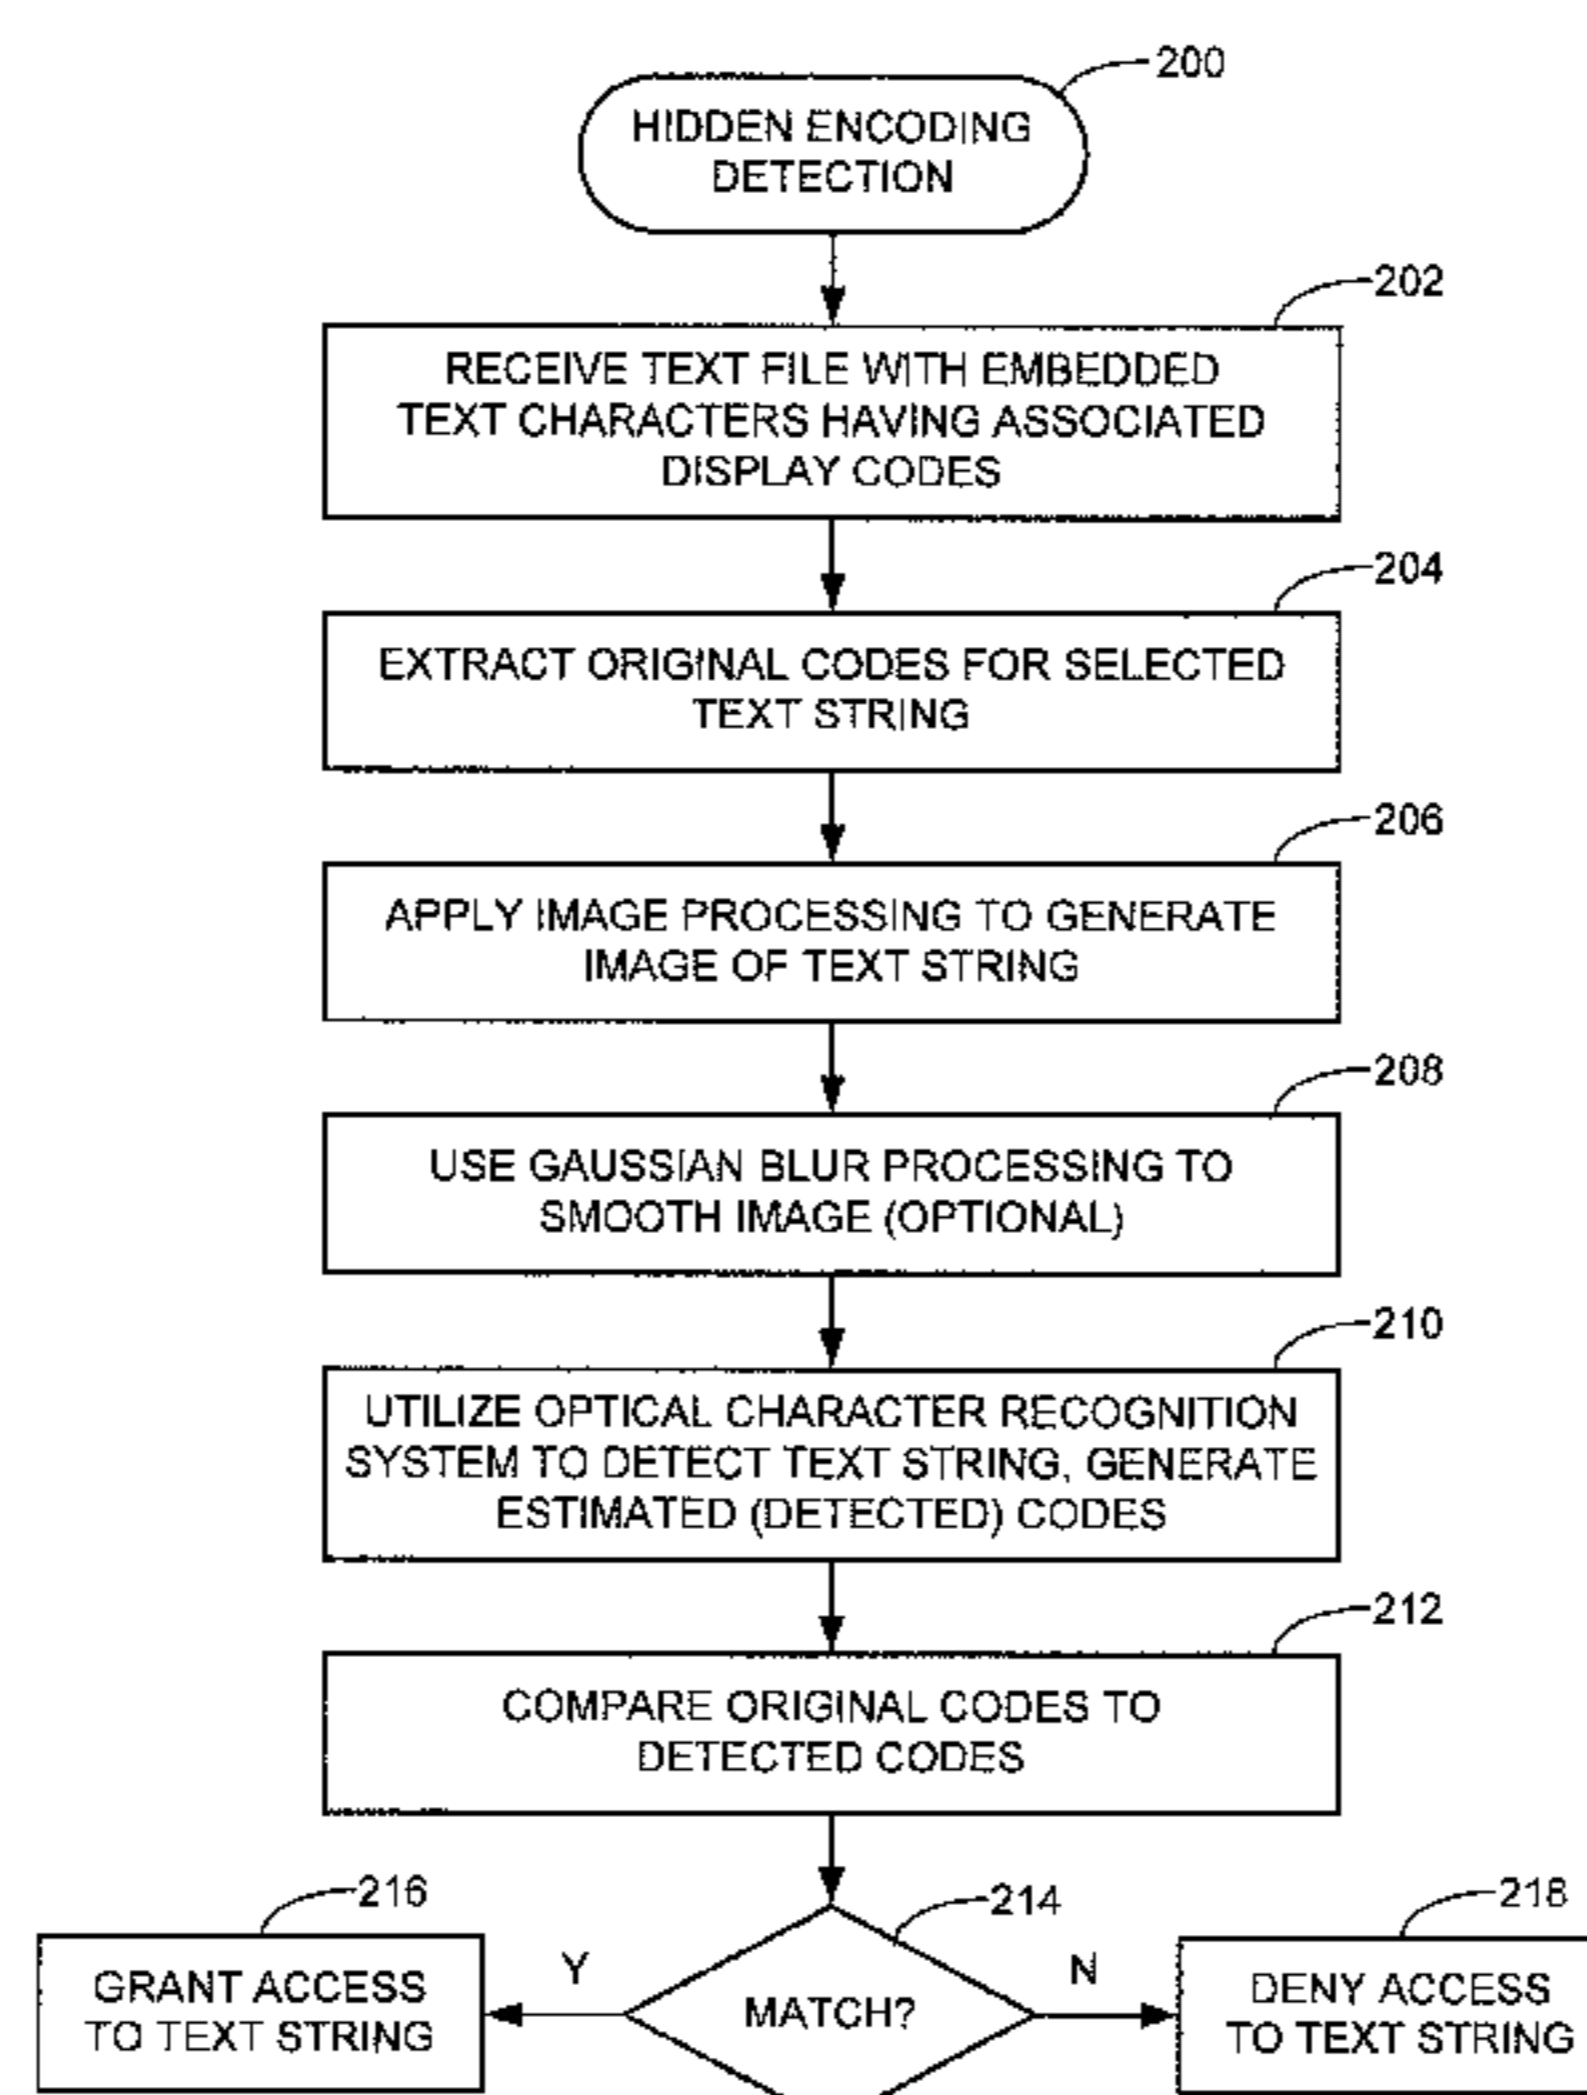 200
HIDDEN ENCODING
DETECTION
202
RECEIVE TEXT FILE WITH EMBEDDED
TEXT CHARACTERS HAVING ASSOCIATED
DISPLAY CODES
204
EXTRACT ORIGINAL CODES FOR SELECTED
TEXT STRING
206
APPLY IMAGE PROCESSING TO GENERATE
IMAGE OF TEXT STRING
208
USE GAUSSIAN BLUR PROCESSING TO
SMOOTH IMAGE (OPTIONAL)
210
UTILIZE OPTICAL CHARACTER RECOGNITION
SYSTEM TO DETECT TEXT STRING, GENERATE
ESTIMATED (DETECTED) CODES
212
COMPARE ORIGINAL CODES TO
DETECTED CODES
216
214
218
Y
N
GRANT ACCESS
TO TEXT STRING
MATCH?
DENY ACCESS
TO TEXT STRING